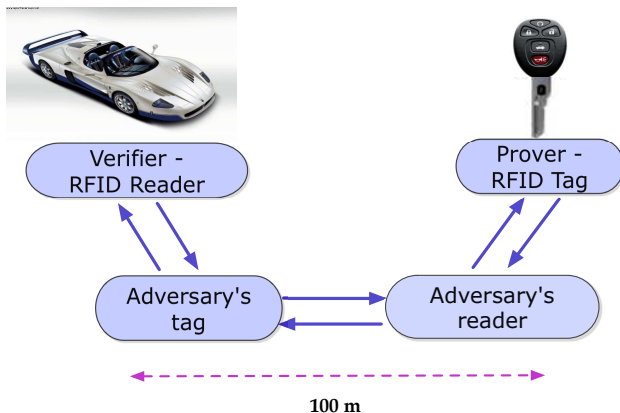 Verifier -
RFID Reader
Prover -
RFID Tag
Adversary's
tag
Adversary's
reader
100 m